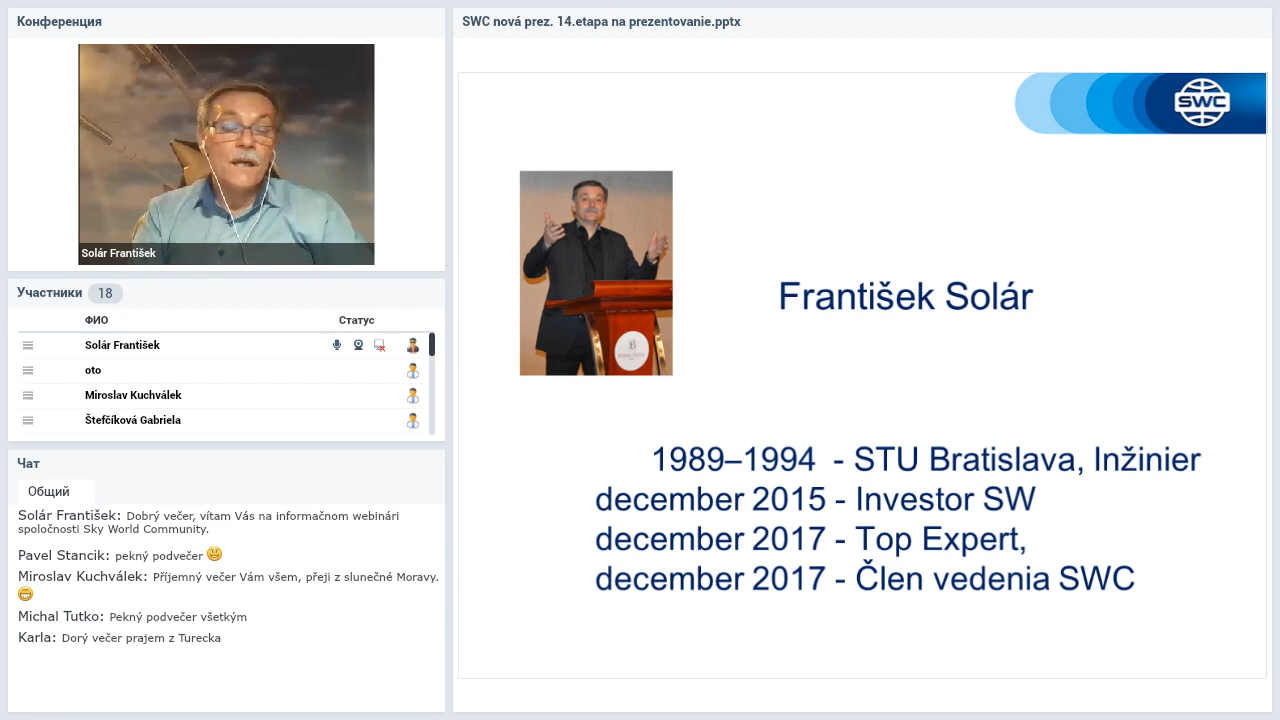 Конференция
Solár František
Участники 18
ФИО Статус
Solár František
oto
Miroslav Kuchválek
Štefčíková Gabriela
Чат
Общий
Solár František: Dobrý večer, vítam Vás na informačnom webinári
spoločnosti Sky World Community.
Pavel Stancik: pekný podvečer
Miroslav Kuchválek: Příjemný večer Vám všem, přeji z slunečné Moravy.
Michal Tutko: Pekný podvečer všetkým
Karla: Dorý večer prajem z Turecka
SWC nová prez. 14.etapa na prezentovanie.pptx
SWC
František Solár
1989–1994 - STU Bratislava, Inžinier
december 2015 - Investor SW
december 2017 - Top Expert,
december 2017 - Člen vedenia SWC